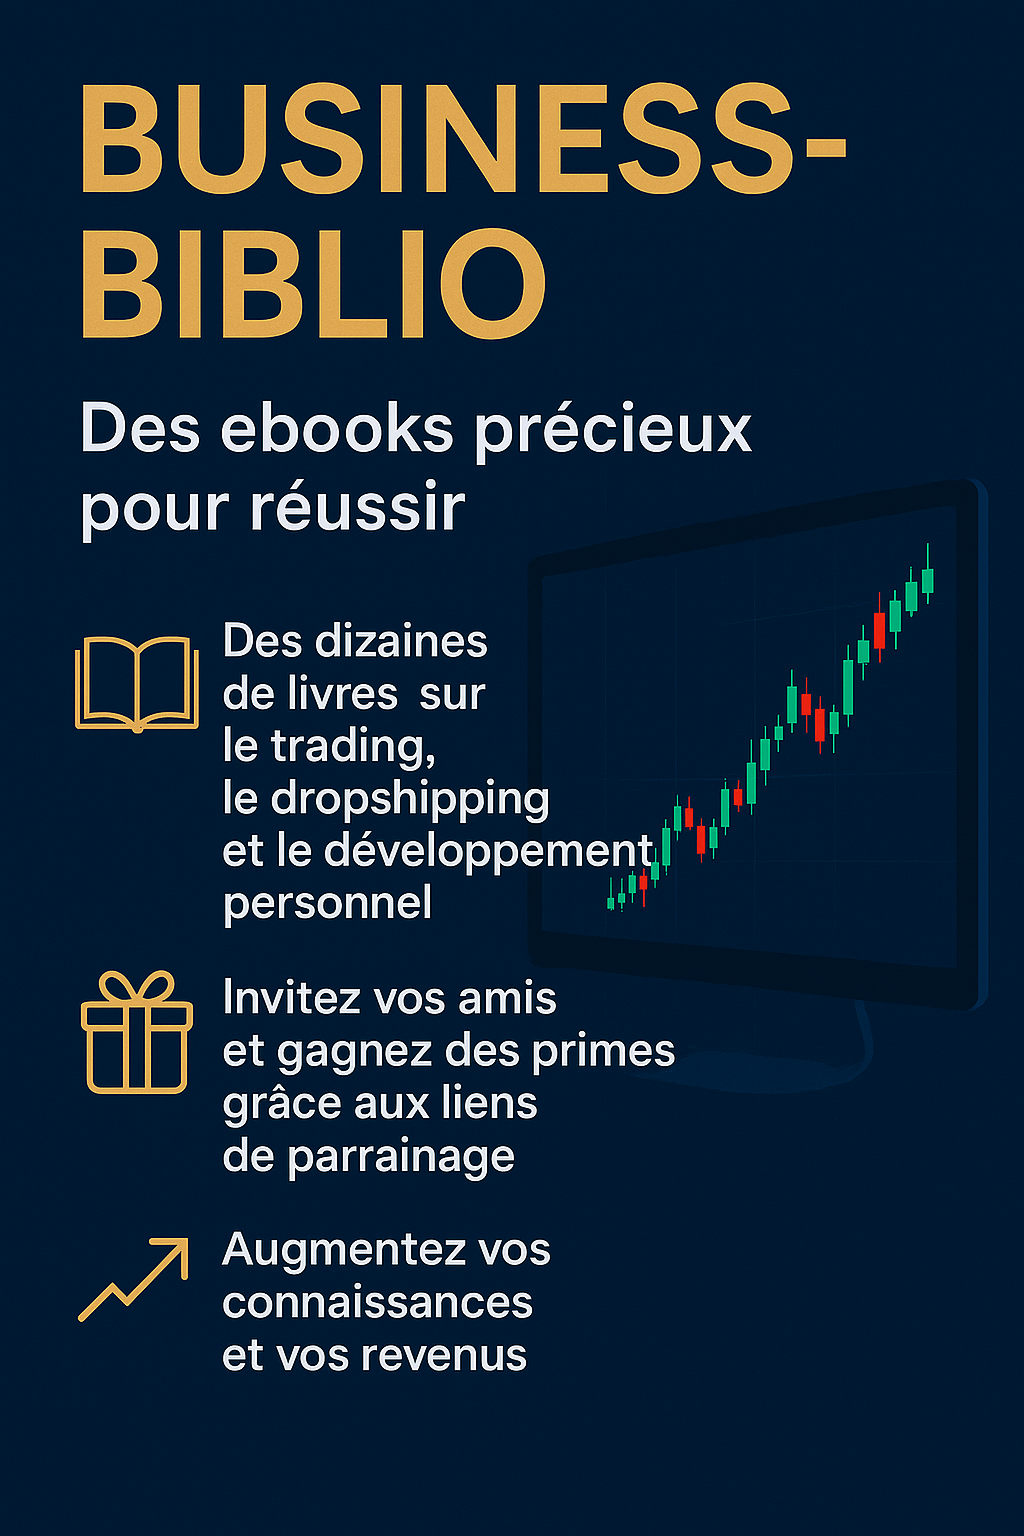 BUSINESS-
BIBLIO
Des ebooks précieux
pour réussir
Des dizaines
de livres sur
le trading,
le dropshipping
et le développement
personnel
Invitez vos amis
et gagnez des primes
grâce aux liens
de parrainage
Augmentez vos
connaissances
et vos revenus